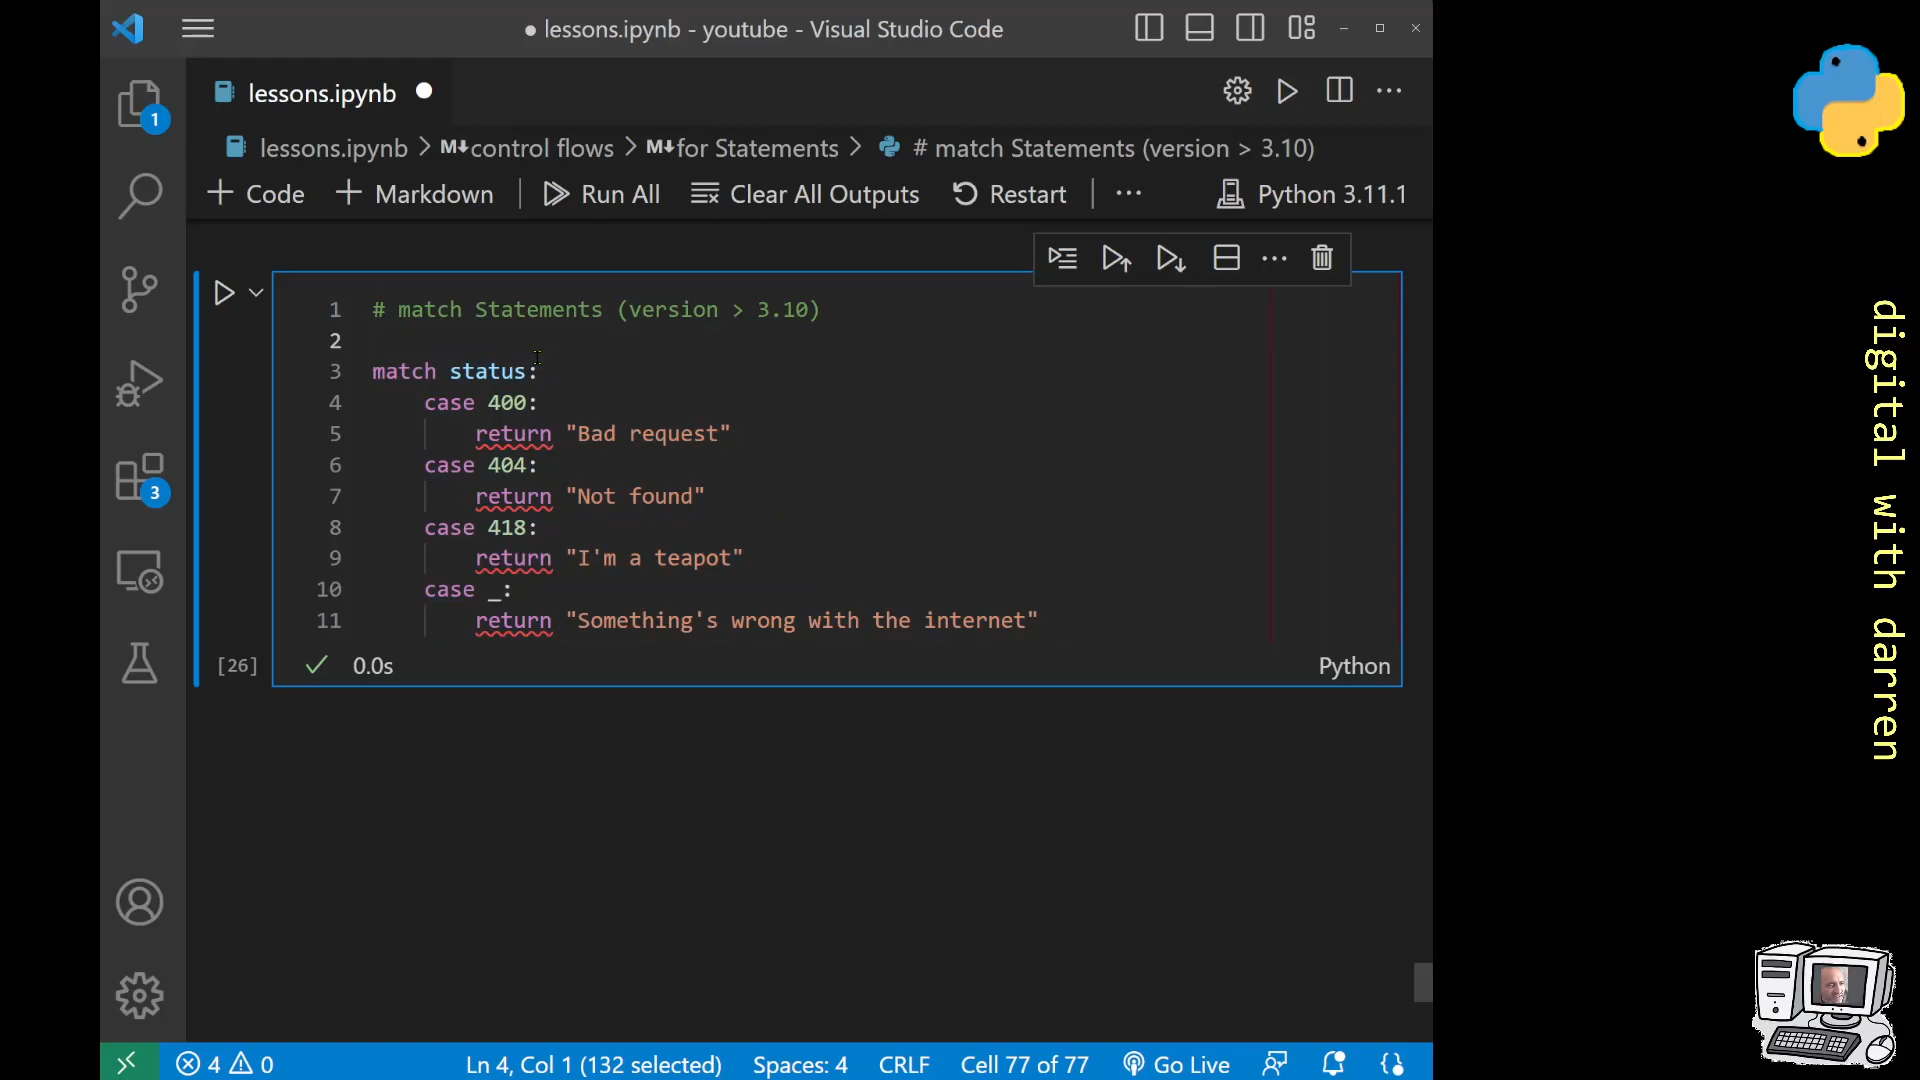 ● lessons.ipynb - youtube - Visual Studio Code
lessons.ipynb
lessons.ipynb > M↓control flows > M↓for Statements > # match Statements (version > 3.10)
+ Code + Markdown Run All Clear All Outputs Restart ··· Python 3.11.1
1 # match Statements (version > 3.10)
2
3 match status:
4 case 400:
5 return "Bad request"
6 case 404:
7 return "Not found"
8 case 418:
9 return "I'm a teapot"
10 case _:
11 return "Something's wrong with the internet"
[26] 0.0s Python
1
3
4 0 Ln 4, Col 1 (132 selected) Spaces: 4 CRLF Cell 77 of 77 Go Live
digital with darren